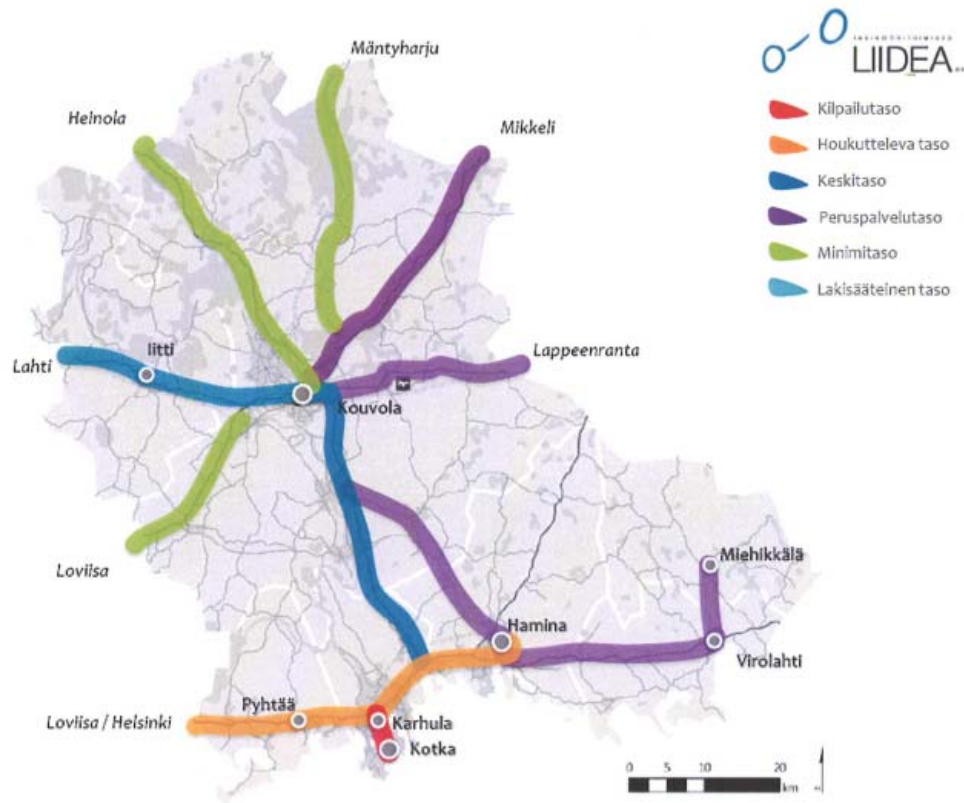 Mäntyharju
INSINÖÖRITOIMISTO
LIIDEA
Heinola
Mikkeli
Kilpailutaso
Houkutteleva taso
Keskitaso
Peruspalvelutaso
Minimitaso
Lakisääteinen taso
Iitti
Lahti
Lappeenranta
Kouvola
Loviisa
Miehikkälä
Hamina
Virolahti
Pyhtää
Loviisa / Helsinki
Karhula
Kotka
0 5 10 20
km